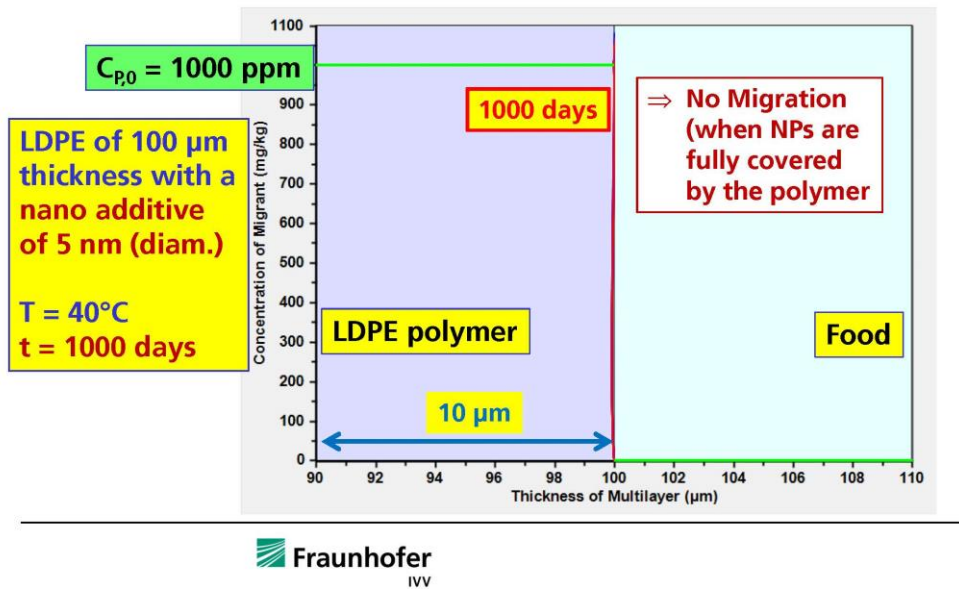 C_P,0 = 1000 ppm
LDPE of 100 µm
thickness with a
nano additive
of 5 nm (diam.)
T = 40°C
t = 1000 days
Concentration of Migrant (mg/kg)
1100
900
800
700
600
500
400
300
200
100
0
1000 days
⇒ No Migration
(when NPs are
fully covered
by the polymer
LDPE polymer
Food
10 µm
90 92 94 96 98 100 102 104 106 108 110
Thickness of Multilayer (µm)
Fraunhofer
IVV